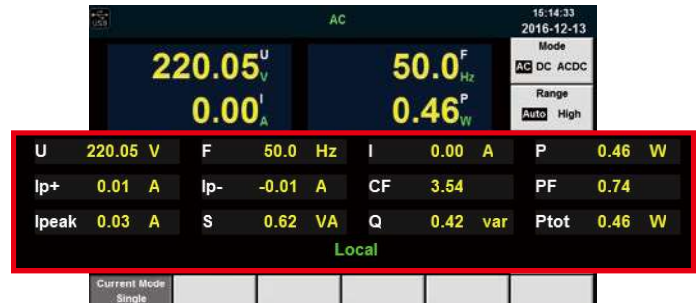 USB AC 15:14:33
2016-12-13
220.05 U V 50.0 F Hz
0.00 I A 0.46 P W
Mode
AC DC ACDC
Range
Auto High
U 220.05 V F 50.0 Hz I 0.00 A P 0.46 W
Ip+ 0.01 A Ip- -0.01 A CF 3.54 PF 0.74
Ipeak 0.03 A S 0.62 VA Q 0.42 var Ptot 0.46 W
Local
Current Mode
Single